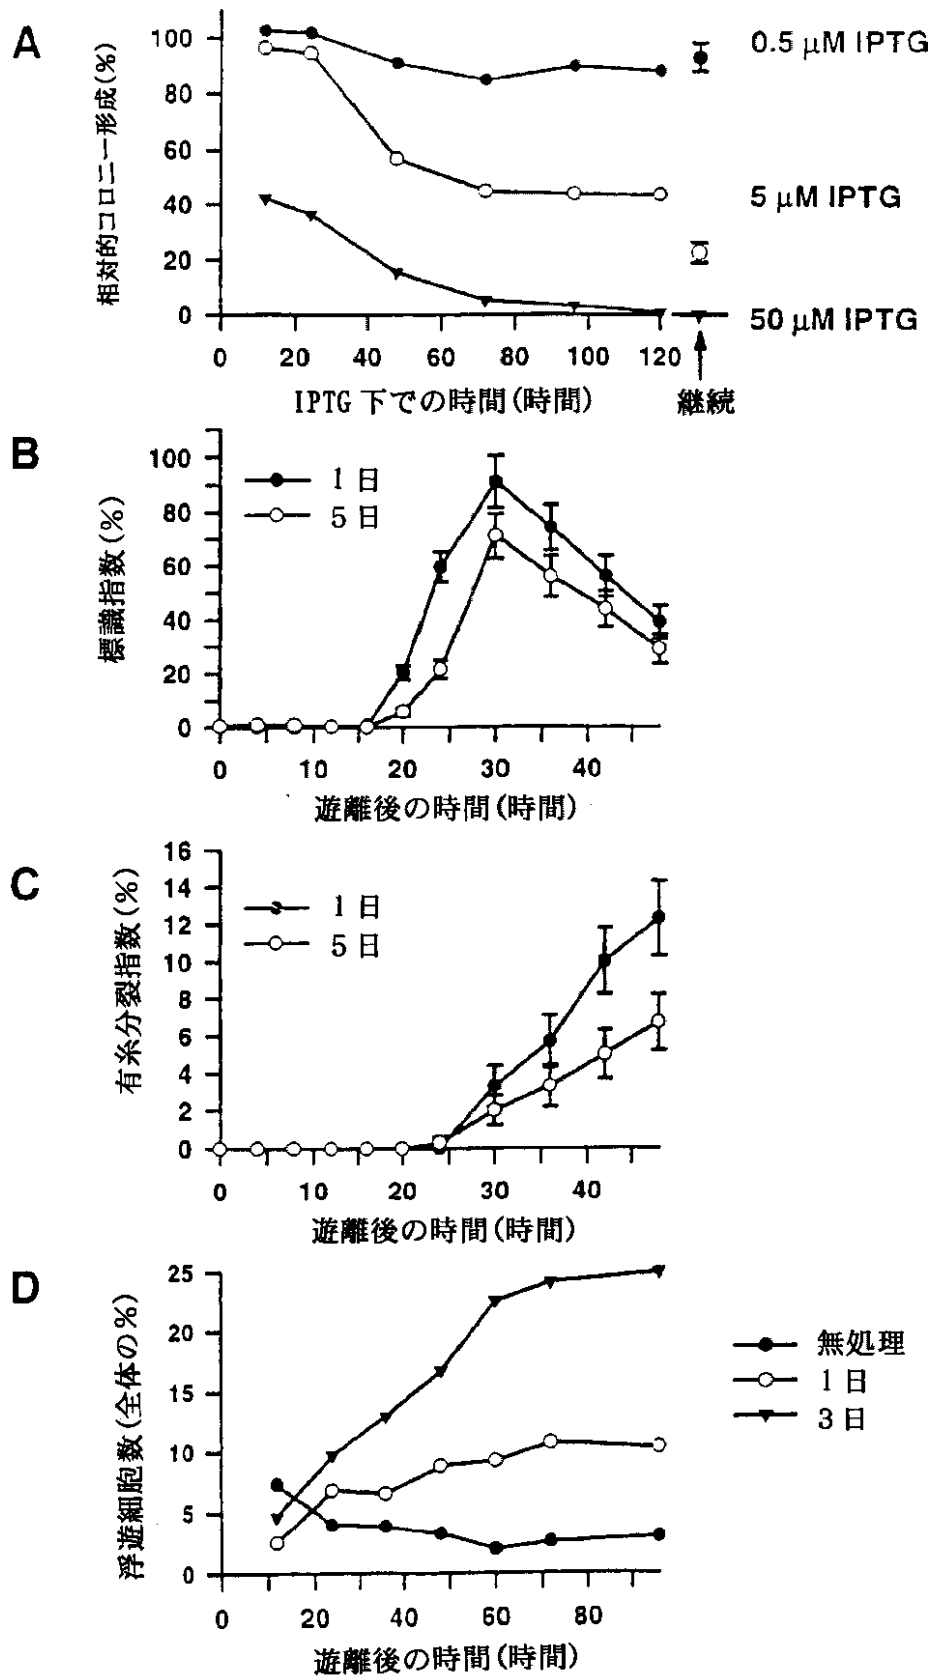 A
相対的コロニー形成(%)
100
80
60
40
20
0
0 20 40 60 80 100 120
IPTG 下での時間(時間)
継続
0.5 μM IPTG
5 μM IPTG
50 μM IPTG
B
標識指数(%)
100
80
60
40
20
0
1日
5日
0 10 20 30 40
遊離後の時間(時間)
C
有糸分裂指数(%)
16
14
12
10
8
6
4
2
0
1日
5日
0 10 20 30 40
遊離後の時間(時間)
D
浮遊細胞数(全体の%)
25
20
15
10
5
0
0 20 40 60 80
遊離後の時間(時間)
無処理
1日
3日